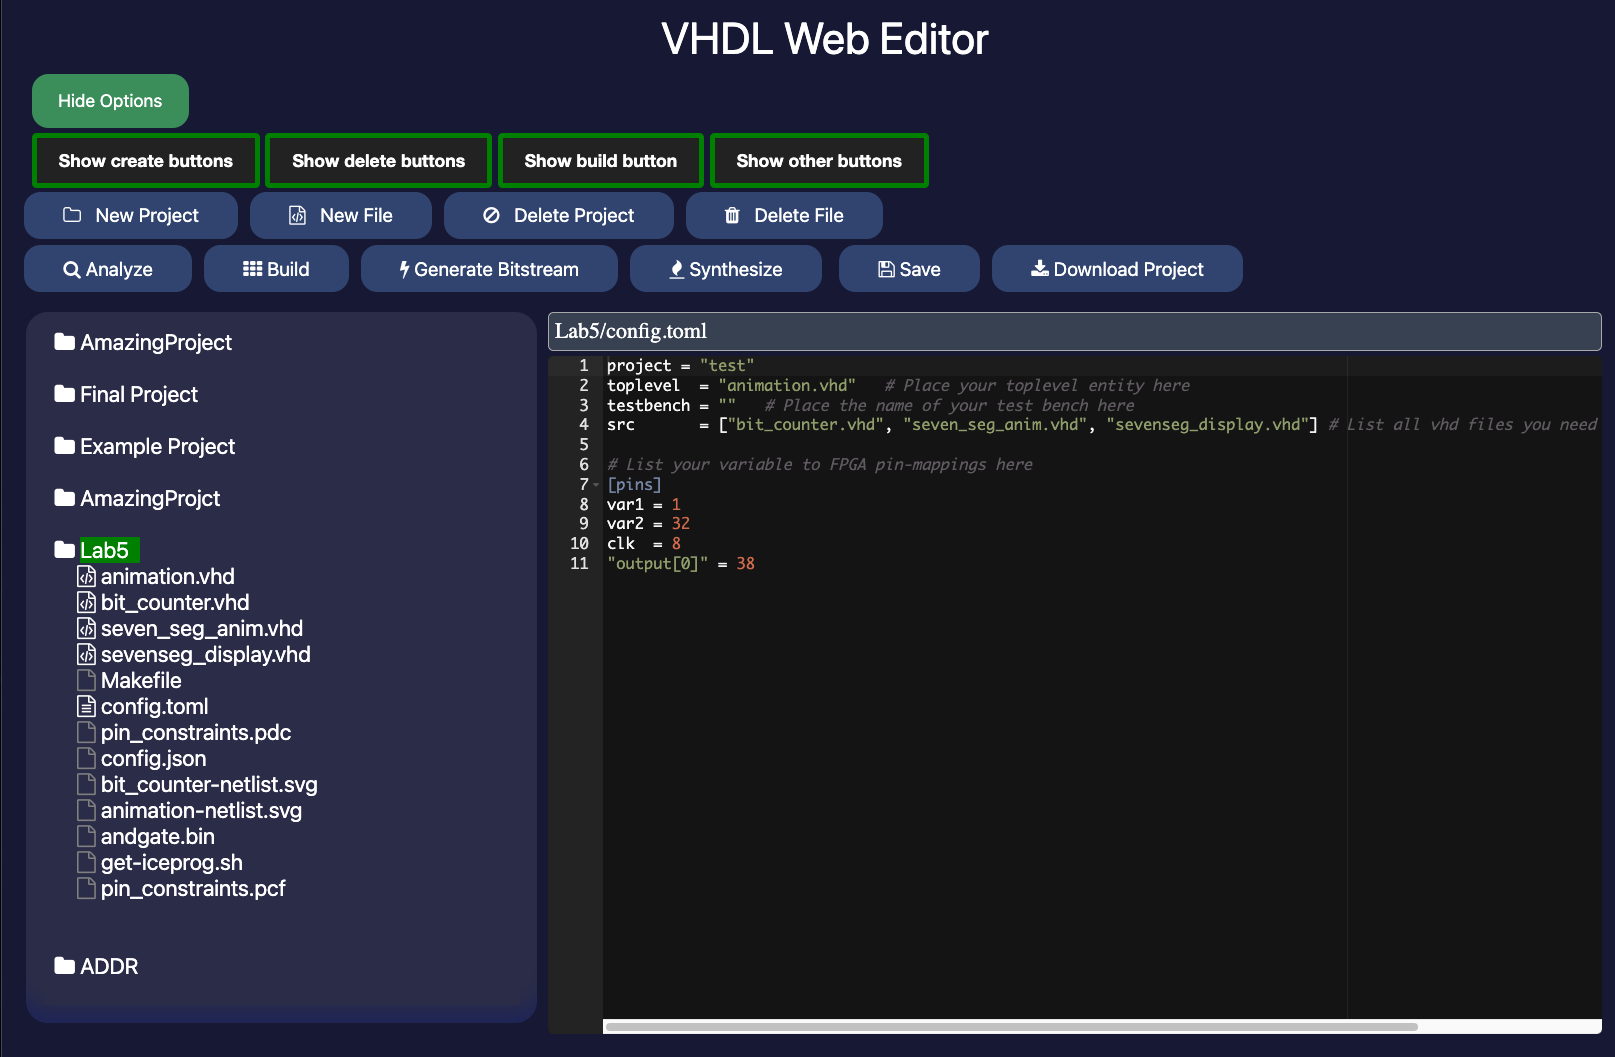 VHDL Web Editor
Hide Options
Show create buttons Show delete buttons Show build button Show other buttons
New Project New File Delete Project Delete File
Analyze Build Generate Bitstream Synthesize Save Download Project
AmazingProject
Final Project
Example Project
AmazingProjct
Lab5
animation.vhd
bit_counter.vhd
seven_seg_anim.vhd
sevenseg_display.vhd
Makefile
config.toml
pin_constraints.pdc
config.json
bit_counter-netlist.svg
animation-netlist.svg
andgate.bin
get-iceprog.sh
pin_constraints.pcf
ADDR
Lab5/config.toml
1 project = "test"
2 toplevel  = "animation.vhd"   # Place your toplevel entity here
3 testbench = ""   # Place the name of your test bench here
4 src       = ["bit_counter.vhd", "seven_seg_anim.vhd", "sevenseg_display.vhd"] # List all vhd files you need
5
6 # List your variable to FPGA pin-mappings here
7 [pins]
8 var1 = 1
9 var2 = 32
10 clk  = 8
11 "output[0]" = 38